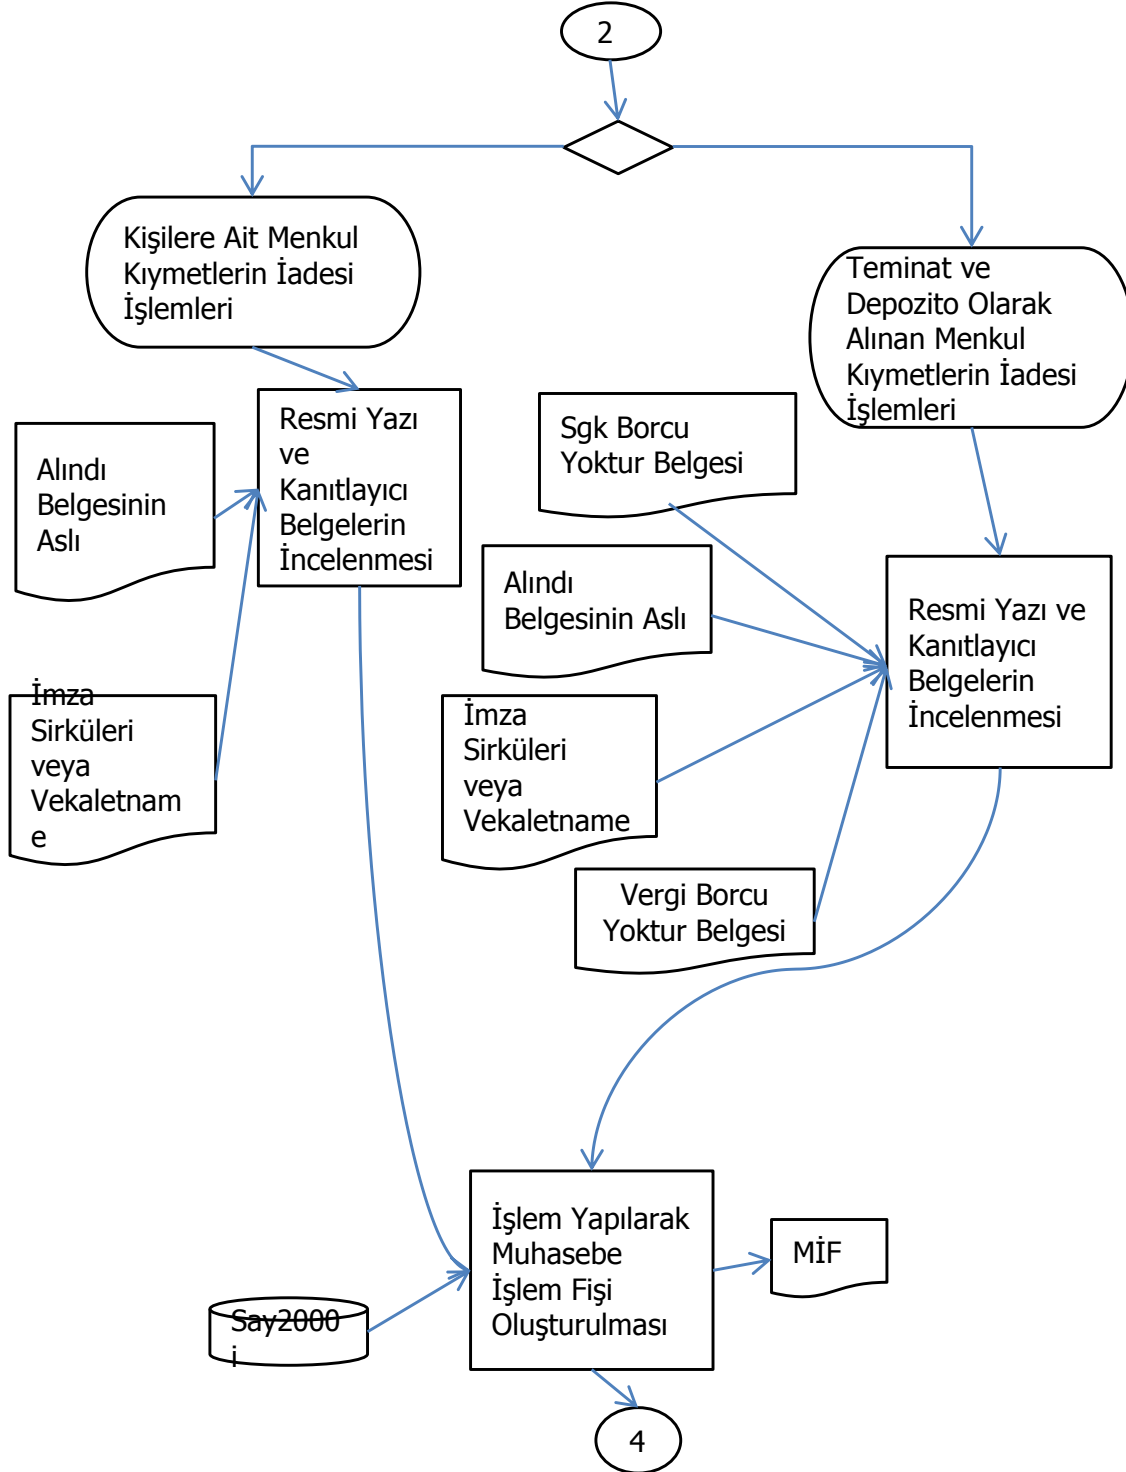 2
Kişilere Ait Menkul
Kıymetlerin İadesi
İşlemleri
Teminat ve
Depozito Olarak
Alınan Menkul
Kıymetlerin İadesi
İşlemleri
Resmi Yazı
ve
Kanıtlayıcı
Belgelerin
İncelenmesi
Sgk Borcu
Yoktur Belgesi
Alındı
Belgesinin
Aslı
Alındı
Belgesinin Aslı
Resmi Yazı ve
Kanıtlayıcı
Belgelerin
İncelenmesi
İmza
Sirküleri
veya
Vekaletnam
e
İmza
Sirküleri
veya
Vekaletname
Vergi Borcu
Yoktur Belgesi
İşlem Yapılarak
Muhasebe
İşlem Fişi
Oluşturulması
MİF
Say2000
i
4